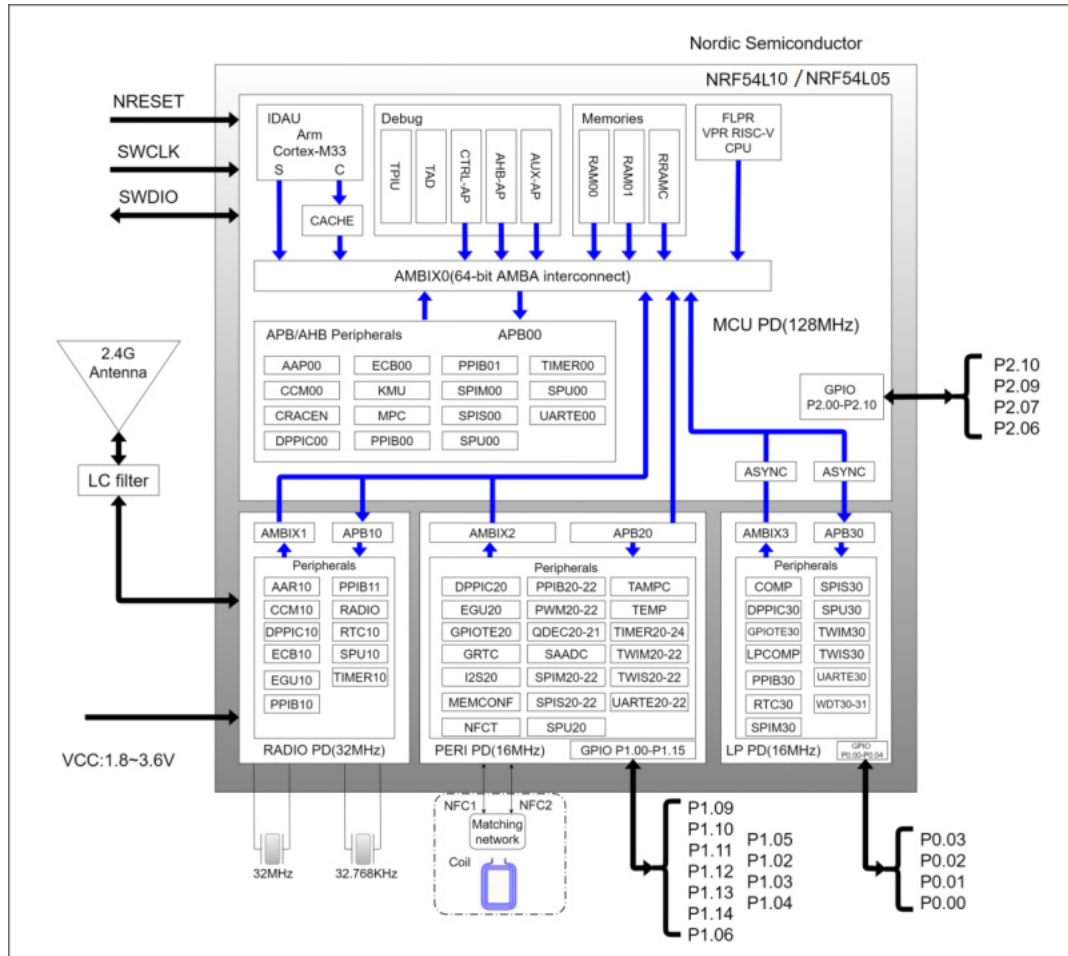 Nordic Semiconductor
NRF54L10 / NRF54L05
NRESET
SWCLK
SWDIO
IDAU
Arm
Cortex-M33
S C
CACHE
Debug
TPIU
TAD
CTRL-AP
AHB-AP
AUX-AP
Memories
RAM00
RAM01
RRAMC
FLPR
VPR RISC-V
CPU
AMBIX0(64-bit AMBA interconnect)
MCU PD(128MHz)
APB/AHB Peripherals APB00
AAP00 ECB00 PPIB01 TIMER00
CCM00 KMU SPIM00 SPU00
CRACEN MPC SPIS00 UARTE00
DPPIC00 PPIB00 SPU00
GPIO
P2.00-P2.10
P2.10
P2.09
P2.07
P2.06
2.4G
Antenna
LC filter
ASYNC ASYNC
AMBIX1 APB10
Peripherals
AAR10 PPIB11
CCM10 RADIO
DPPIC10 RTC10
ECB10 SPU10
EGU10 TIMER10
PPIB10
RADIO PD(32MHz)
AMBIX2 APB20
Peripherals
DPPIC20 PPIB20-22 TAMPC
EGU20 PWM20-22 TEMP
GPIOTE20 QDEC20-21 TIMER20-24
GRTC SAADC TWIM20-22
I2S20 SPIM20-22 TWIS20-22
MEMCONF SPIS20-22 UARTE20-22
NFCT SPU20
PERI PD(16MHz) GPIO P1.00-P1.15
AMBIX3 APB30
Peripherals
COMP SPIS30
DPPIC30 SPU30
GPIOTE30 TWIM30
LPCOMP TWIS30
PPIB30 UARTE30
RTC30 WDT30-31
SPIM30
LP PD(16MHz) GPIO
P0.00-P0.04
VCC:1.8~3.6V
32MHz
32.768KHz
NFC1 NFC2
Matching
network
Coil
P1.09
P1.10
P1.11
P1.12
P1.13
P1.14
P1.06
P1.05
P1.02
P1.03
P1.04
P0.03
P0.02
P0.01
P0.00